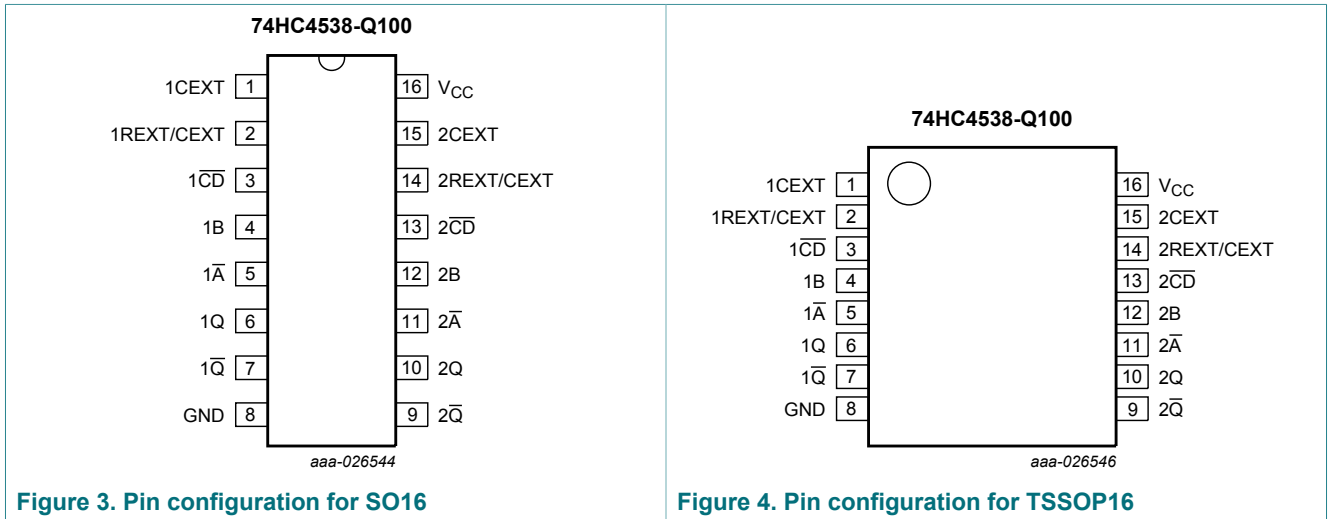 74HC4538-Q100
1CEXT 1 16 VCC
1REXT/CEXT 2 15 2CEXT
1C̅D̅ 3 14 2REXT/CEXT
1B 4 13 2C̅D̅
1A̅ 5 12 2B
1Q 6 11 2A̅
1Q̅ 7 10 2Q
GND 8 9 2Q̅
aaa-026544
Figure 3. Pin configuration for SO16
74HC4538-Q100
1CEXT 1 16 VCC
1REXT/CEXT 2 15 2CEXT
1C̅D̅ 3 14 2REXT/CEXT
1B 4 13 2C̅D̅
1A̅ 5 12 2B
1Q 6 11 2A̅
1Q̅ 7 10 2Q
GND 8 9 2Q̅
aaa-026546
Figure 4. Pin configuration for TSSOP16